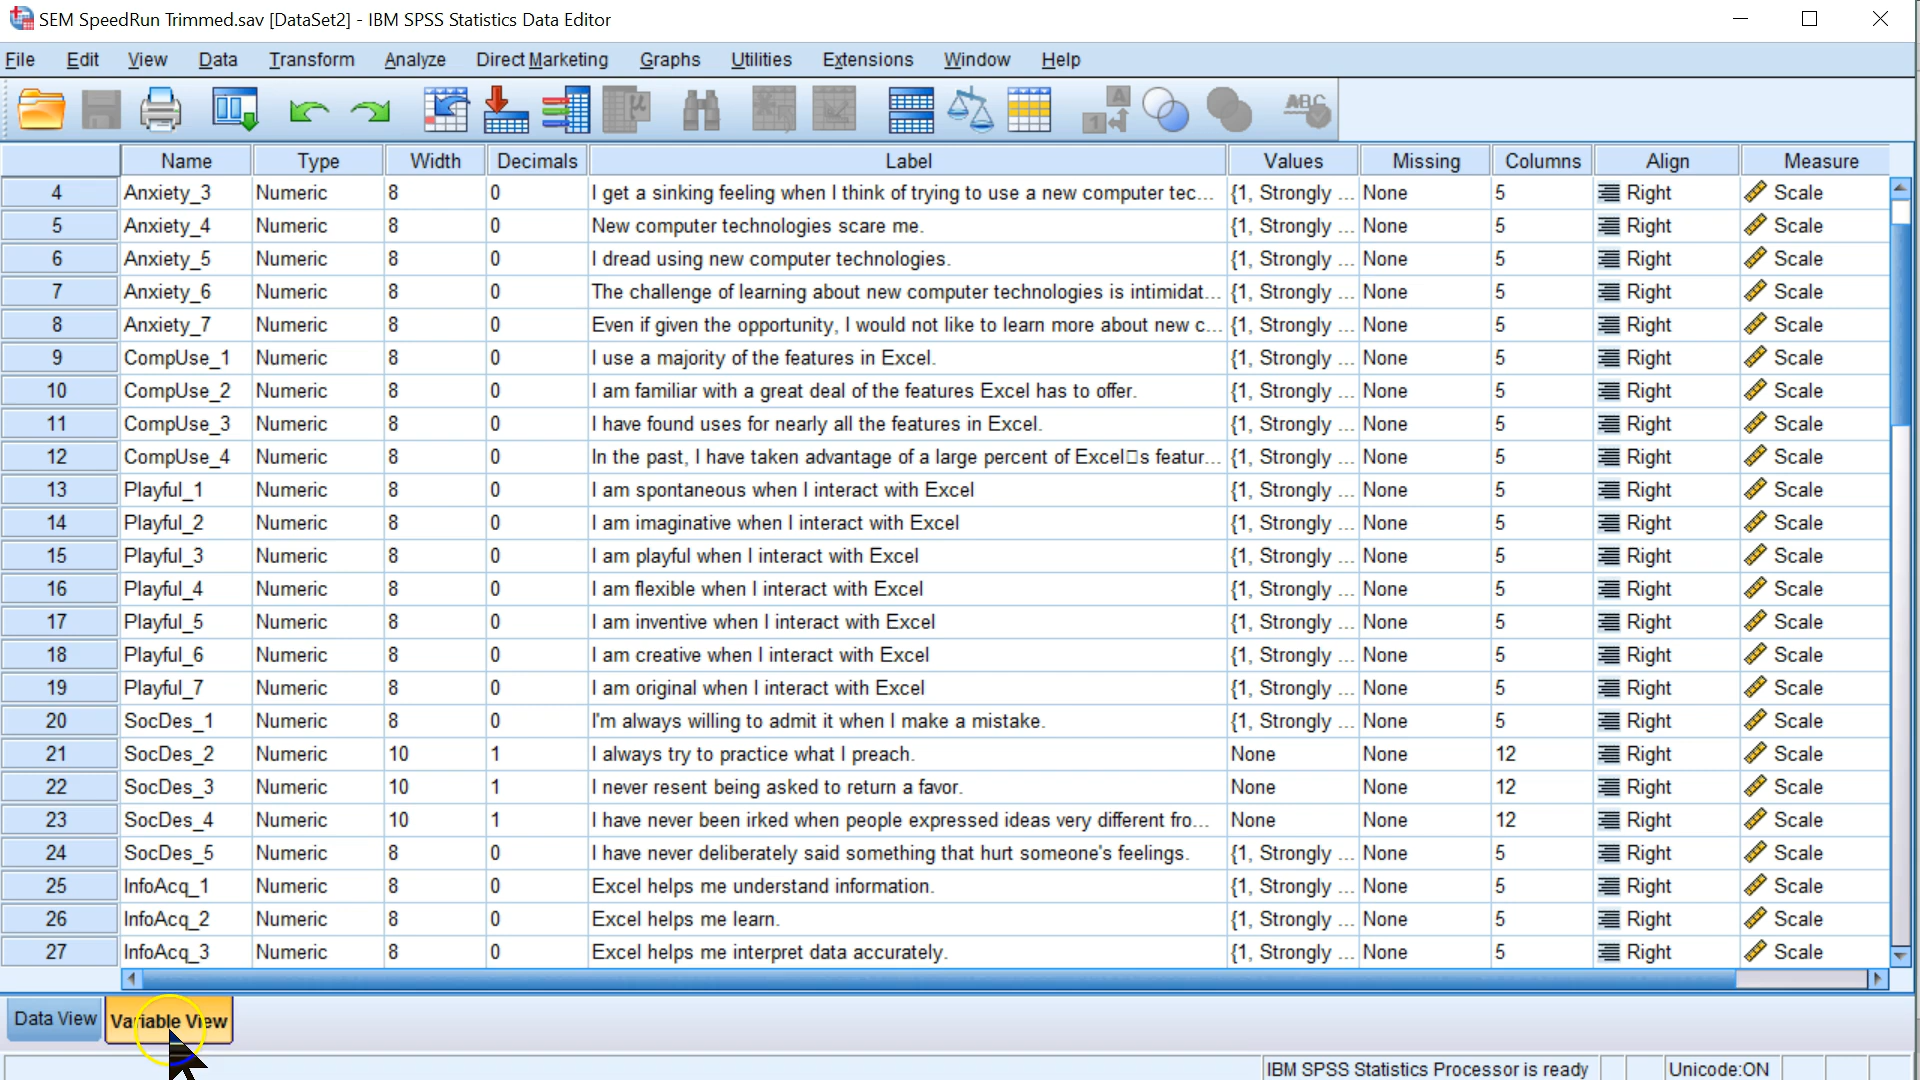 SEM SpeedRun Trimmed.sav [DataSet2] - IBM SPSS Statistics Data Editor
File Edit View Data Transform Analyze Direct Marketing Graphs Utilities Extensions Window Help
Name Type Width Decimals Label Values Missing Columns Align Measure
4 Anxiety_3 Numeric 8 0 I get a sinking feeling when I think of trying to use a new computer tec... {1, Strongly ... None 5 Right Scale
5 Anxiety_4 Numeric 8 0 New computer technologies scare me. {1, Strongly ... None 5 Right Scale
6 Anxiety_5 Numeric 8 0 I dread using new computer technologies. {1, Strongly ... None 5 Right Scale
7 Anxiety_6 Numeric 8 0 The challenge of learning about new computer technologies is intimidat... {1, Strongly ... None 5 Right Scale
8 Anxiety_7 Numeric 8 0 Even if given the opportunity, I would not like to learn more about new c... {1, Strongly ... None 5 Right Scale
9 CompUse_1 Numeric 8 0 I use a majority of the features in Excel. {1, Strongly ... None 5 Right Scale
10 CompUse_2 Numeric 8 0 I am familiar with a great deal of the features Excel has to offer. {1, Strongly ... None 5 Right Scale
11 CompUse_3 Numeric 8 0 I have found uses for nearly all the features in Excel. {1, Strongly ... None 5 Right Scale
12 CompUse_4 Numeric 8 0 In the past, I have taken advantage of a large percent of Excel□s featur... {1, Strongly ... None 5 Right Scale
13 Playful_1 Numeric 8 0 I am spontaneous when I interact with Excel {1, Strongly ... None 5 Right Scale
14 Playful_2 Numeric 8 0 I am imaginative when I interact with Excel {1, Strongly ... None 5 Right Scale
15 Playful_3 Numeric 8 0 I am playful when I interact with Excel {1, Strongly ... None 5 Right Scale
16 Playful_4 Numeric 8 0 I am flexible when I interact with Excel {1, Strongly ... None 5 Right Scale
17 Playful_5 Numeric 8 0 I am inventive when I interact with Excel {1, Strongly ... None 5 Right Scale
18 Playful_6 Numeric 8 0 I am creative when I interact with Excel {1, Strongly ... None 5 Right Scale
19 Playful_7 Numeric 8 0 I am original when I interact with Excel {1, Strongly ... None 5 Right Scale
20 SocDes_1 Numeric 8 0 I'm always willing to admit it when I make a mistake. {1, Strongly ... None 5 Right Scale
21 SocDes_2 Numeric 10 1 I always try to practice what I preach. None None 12 Right Scale
22 SocDes_3 Numeric 10 1 I never resent being asked to return a favor. None None 12 Right Scale
23 SocDes_4 Numeric 10 1 I have never been irked when people expressed ideas very different fro... None None 12 Right Scale
24 SocDes_5 Numeric 8 0 I have never deliberately said something that hurt someone's feelings. {1, Strongly ... None 5 Right Scale
25 InfoAcq_1 Numeric 8 0 Excel helps me understand information. {1, Strongly ... None 5 Right Scale
26 InfoAcq_2 Numeric 8 0 Excel helps me learn. {1, Strongly ... None 5 Right Scale
27 InfoAcq_3 Numeric 8 0 Excel helps me interpret data accurately. {1, Strongly ... None 5 Right Scale
Data View Variable View
IBM SPSS Statistics Processor is ready Unicode:ON